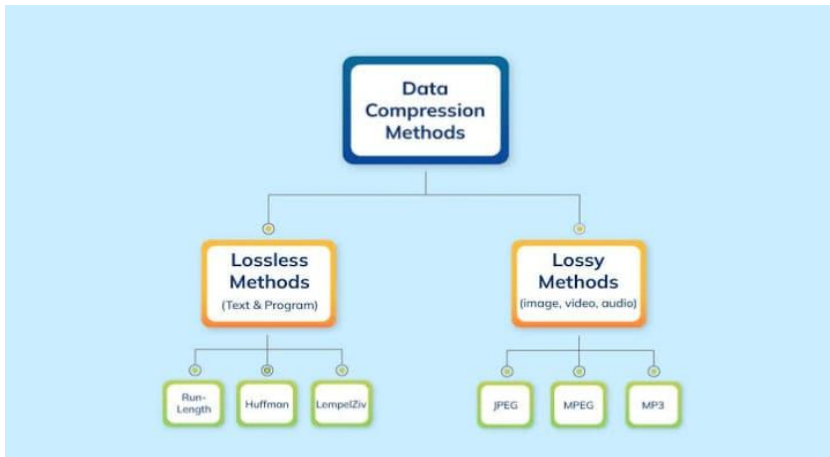 Data
Compression
Methods
Lossless
Methods
(Text & Program)
Lossy
Methods
(image, video, audio)
Run-
Length
Huffman
LempelZiv
JPEG
MPEG
MP3